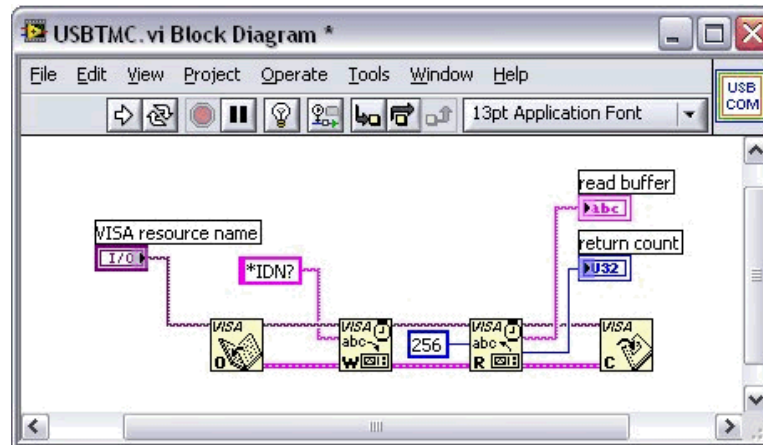 USBTMC.vi Block Diagram *
File Edit View Project Operate Tools Window Help
USB
COM
13pt Application Font
read buffer
abc
VISA resource name
return count
I/O
*IDN?
U32
VISA
VISA
abc
256
VISA
abc
VISA
O
W
R
C